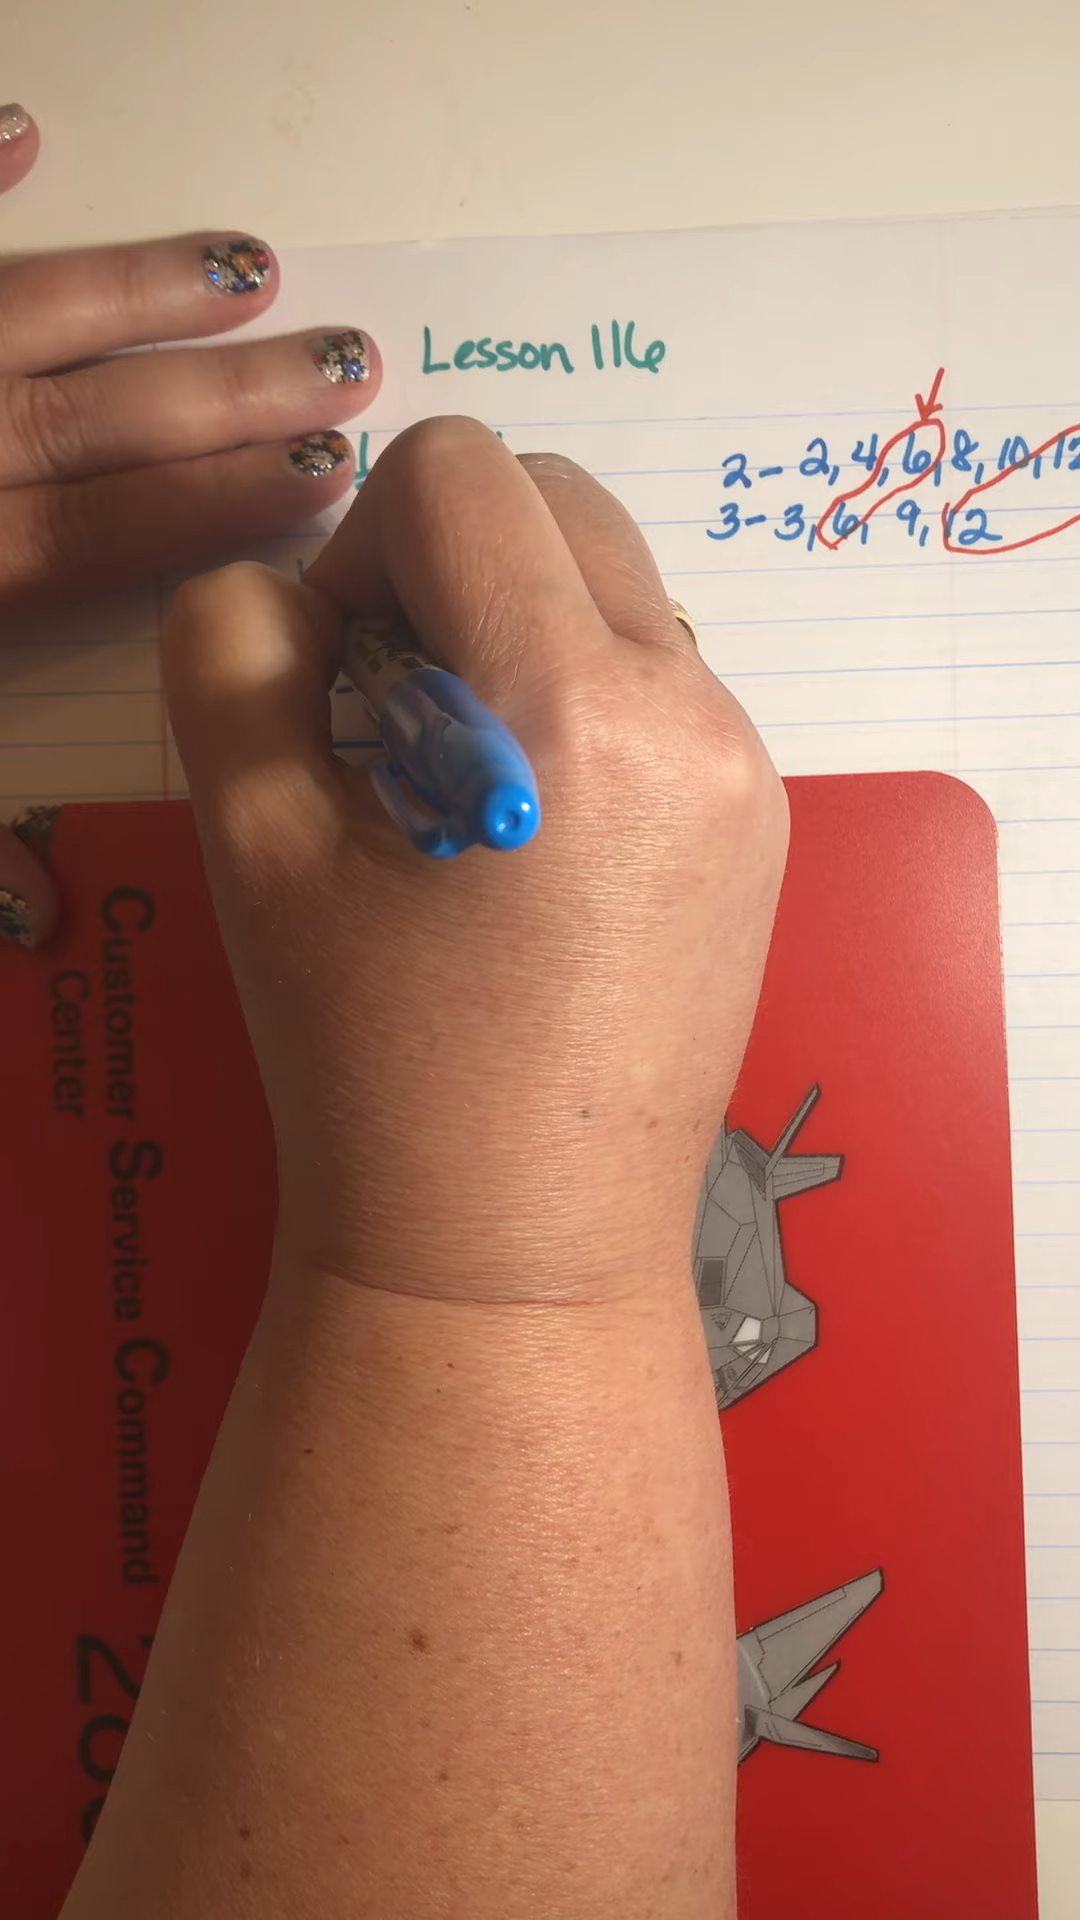 Lesson 116
2 - 2, 4, 6, 8, 10, 12
3 - 3, 6, 9, 12
Customer Service Command
Center